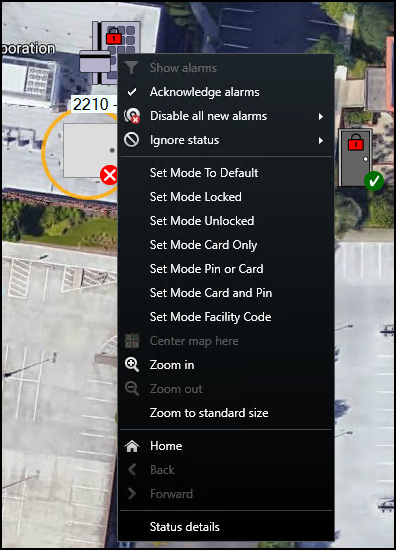 poration
2210 -
Show alarms
Acknowledge alarms
Disable all new alarms
Ignore status
Set Mode To Default
Set Mode Locked
Set Mode Unlocked
Set Mode Card Only
Set Mode Pin or Card
Set Mode Card and Pin
Set Mode Facility Code
Center map here
Zoom in
Zoom out
Zoom to standard size
Home
Back
Forward
Status details